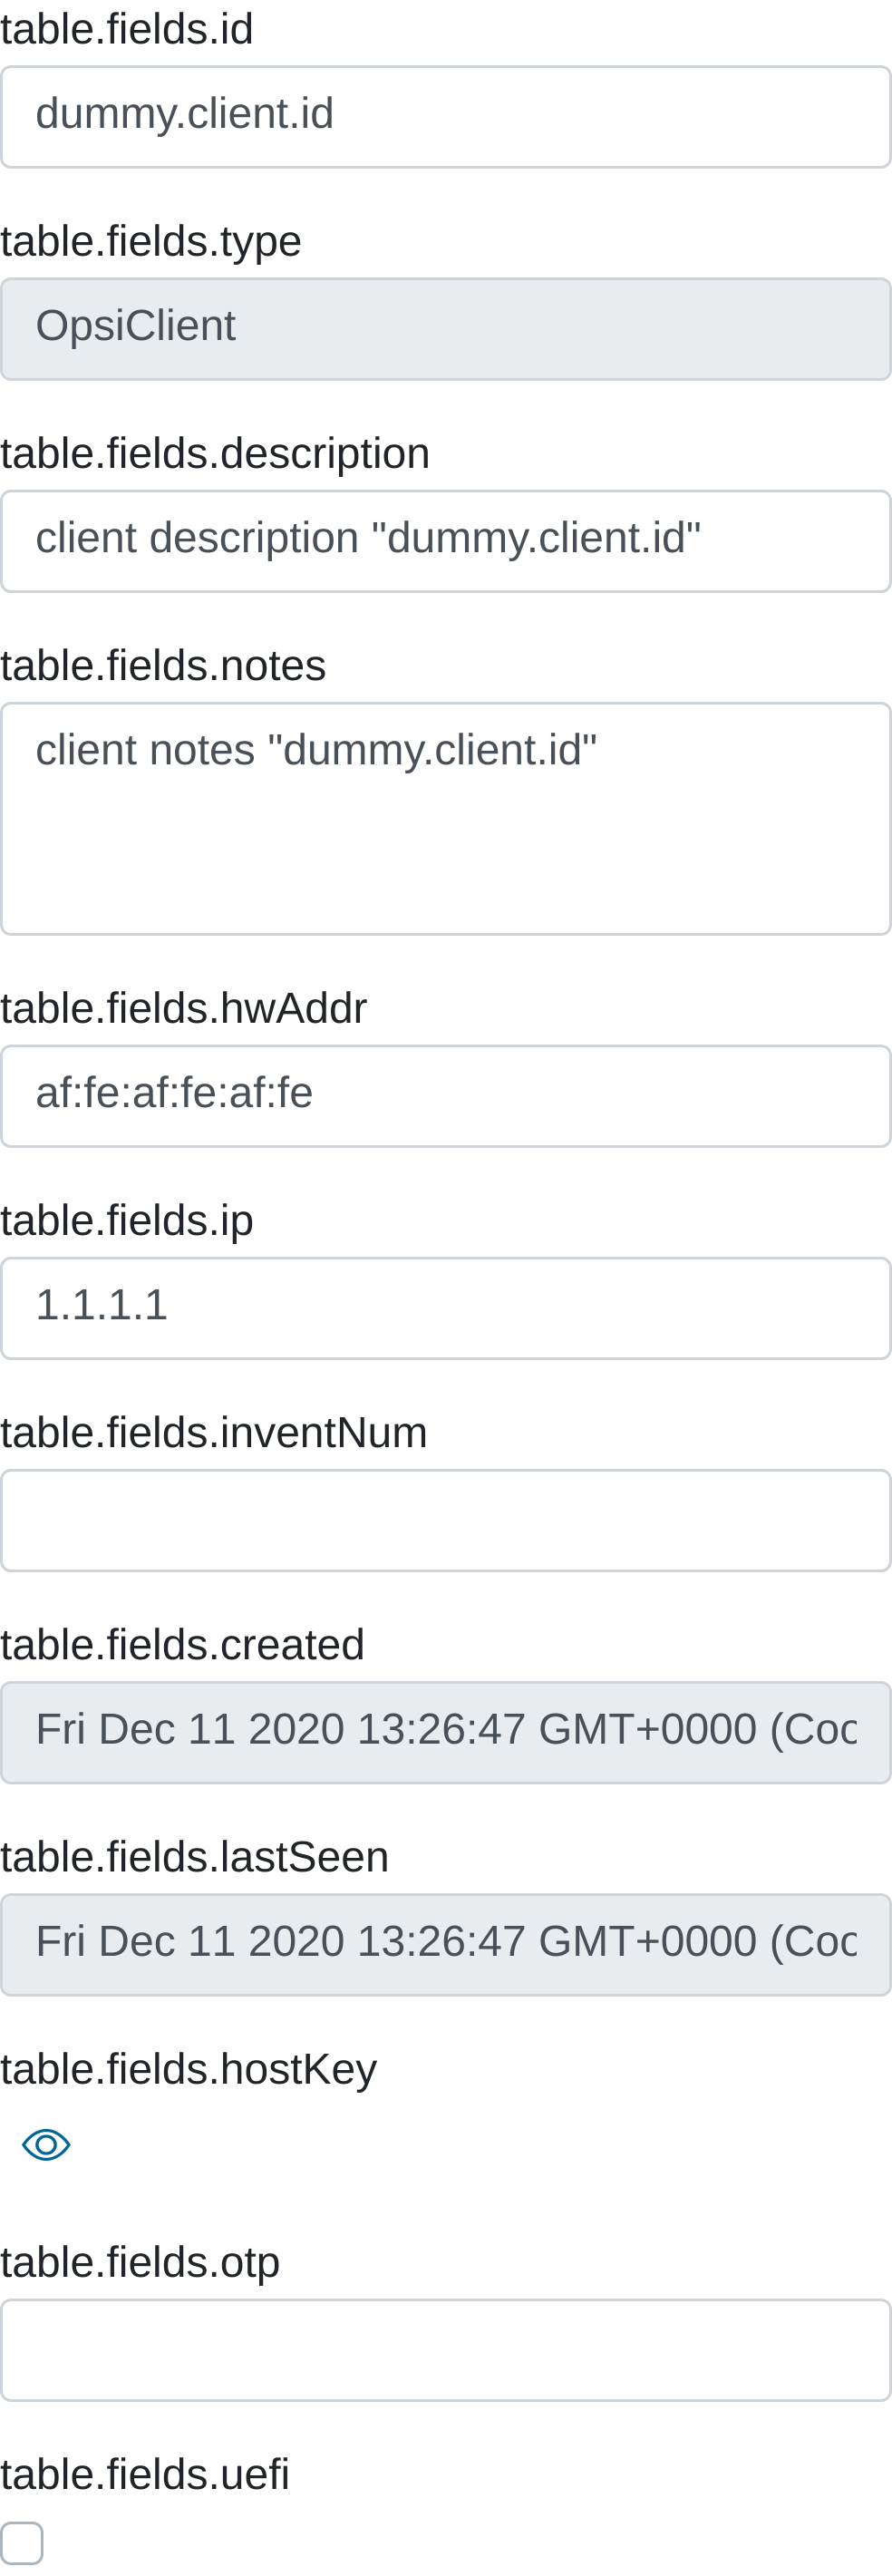 table.fields.id
dummy.client.id
table.fields.type
OpsiClient
table.fields.description
client description "dummy.client.id"
table.fields.notes
client notes "dummy.client.id"
table.fields.hwAddr
af:fe:af:fe:af:fe
table.fields.ip
1.1.1.1
table.fields.inventNum
table.fields.created
Fri Dec 11 2020 13:26:47 GMT+0000 (Coo
table.fields.lastSeen
Fri Dec 11 2020 13:26:47 GMT+0000 (Coo
table.fields.hostKey
table.fields.otp
table.fields.uefi